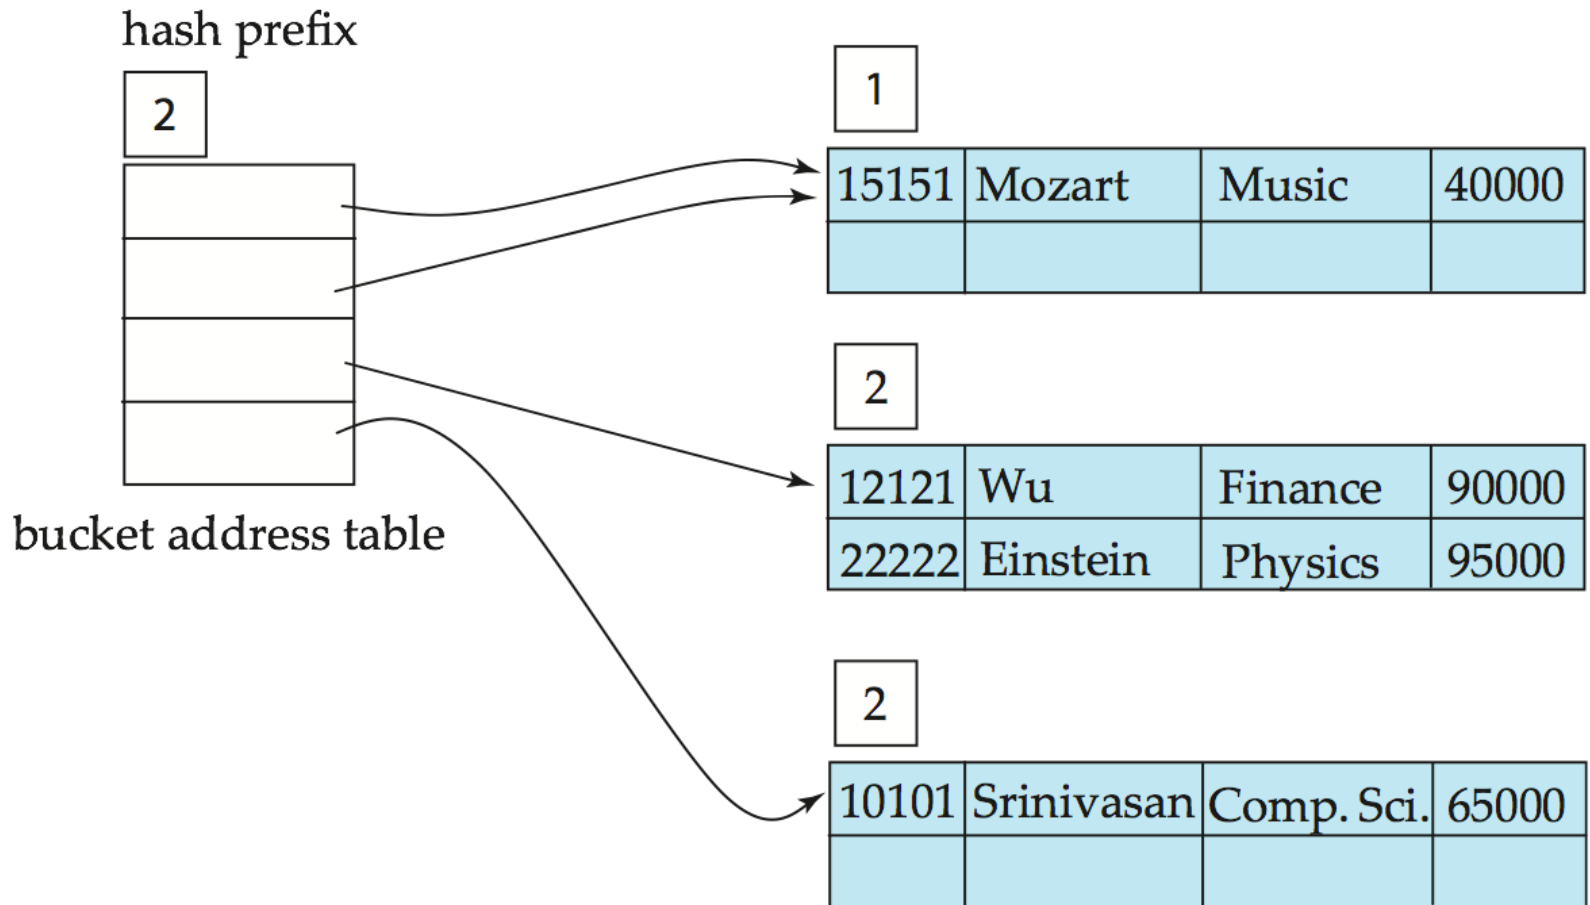 hash prefix
2
bucket address table
1
15151 Mozart Music 40000
2
12121 Wu Finance 90000
22222 Einstein Physics 95000
2
10101 Srinivasan Comp. Sci. 65000